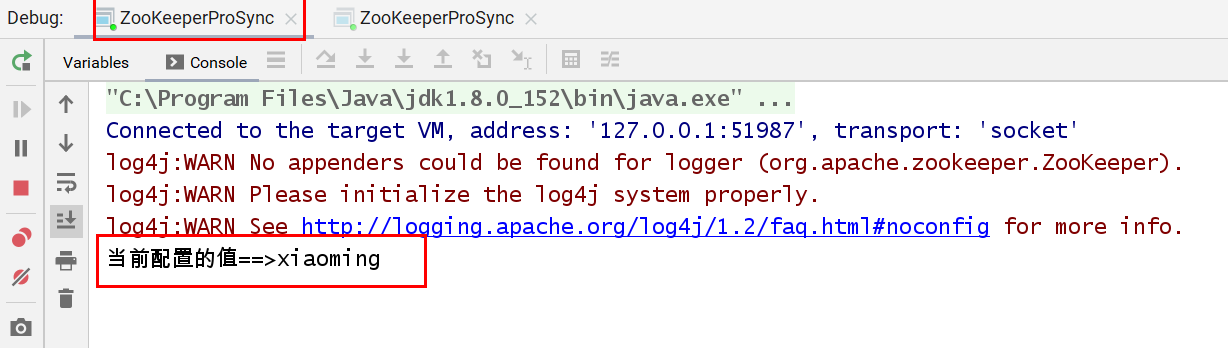 Debug: ZooKeeperProSync ZooKeeperProSync
Variables Console
"C:\Program Files\Java\jdk1.8.0_152\bin\java.exe" ...
Connected to the target VM, address: '127.0.0.1:51987', transport: 'socket'
log4j:WARN No appenders could be found for logger (org.apache.zookeeper.ZooKeeper).
log4j:WARN Please initialize the log4j system properly.
log4j:WARN See http://logging.apache.org/log4j/1.2/faq.html#noconfig for more info.
当前配置的值==>xiaoming